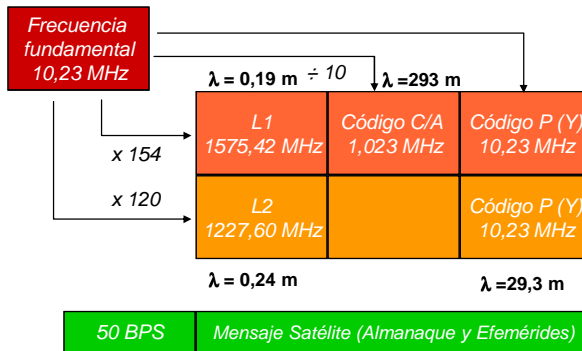 Frecuencia
fundamental
10,23 MHz
λ = 0,19 m
÷ 10
λ =293 m
L1
1575,42 MHz
Código C/A
1,023 MHz
Código P (Y)
10,23 MHz
x 154
x 120
L2
1227,60 MHz
Código P (Y)
10,23 MHz
λ = 0,24 m
λ =29,3 m
50 BPS
Mensaje Satélite (Almanaque y Efemérides)